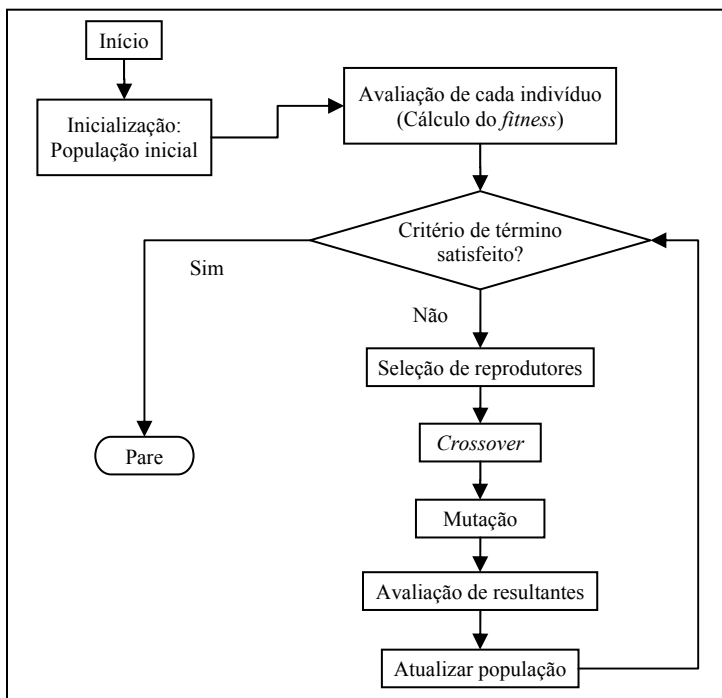 Início
Inicialização:
População inicial
Avaliação de cada indivíduo
(Cálculo do fitness)
Critério de término
satisfeito?
Sim
Não
Seleção de reprodutores
Crossover
Pare
Mutação
Avaliação de resultantes
Atualizar população